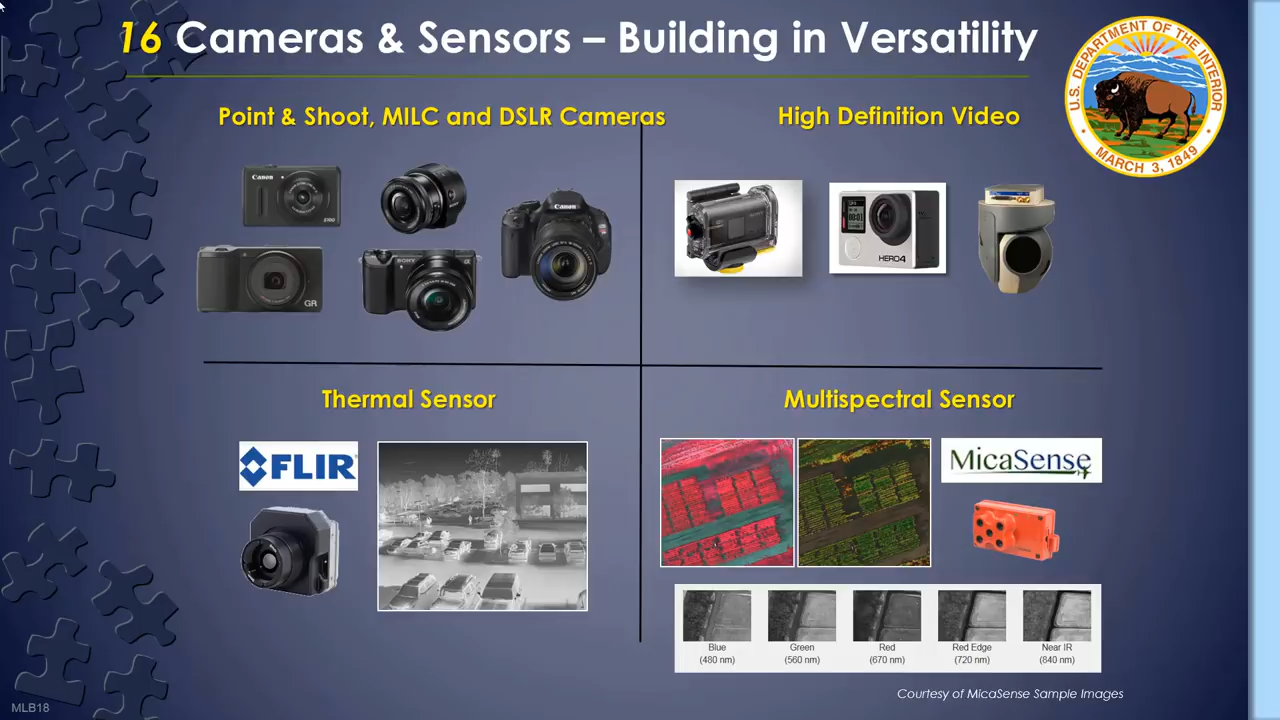 16 Cameras & Sensors – Building in Versatility
U.S. DEPARTMENT OF THE INTERIOR
MARCH 3, 1849
Point & Shoot, MILC and DSLR Cameras
High Definition Video
Canon
S100
GR
SONY
Canon
HERO4
Thermal Sensor
Multispectral Sensor
FLIR
MicaSense
Blue
(480 nm)
Green
(560 nm)
Red
(670 nm)
Red Edge
(720 nm)
Near IR
(840 nm)
Courtesy of MicaSense Sample Images
MLB18